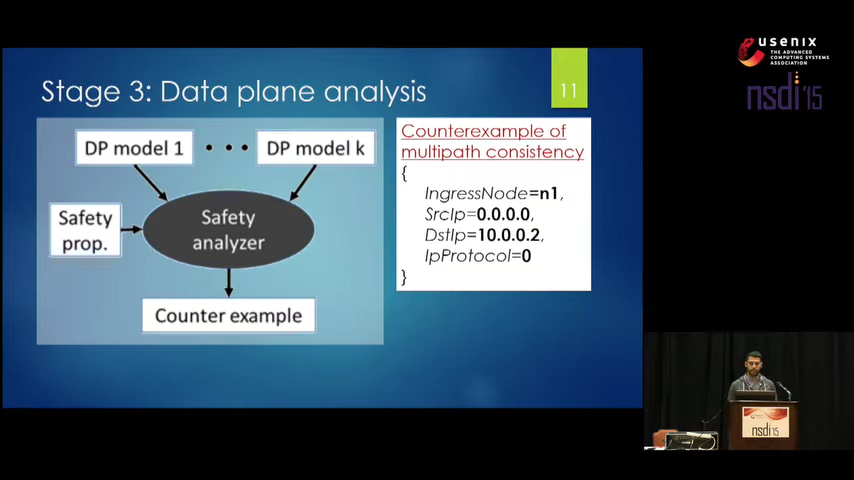 Stage 3: Data plane analysis
11
DP model 1
• • •
DP model k
Safety
prop.
Safety
analyzer
Counter example
Counterexample of
multipath consistency
{
IngressNode=n1,
SrcIp=0.0.0.0,
DstIp=10.0.0.2,
IpProtocol=0
}
usenix
THE ADVANCED
COMPUTING SYSTEMS
ASSOCIATION
nsdi'15
nsdi'15